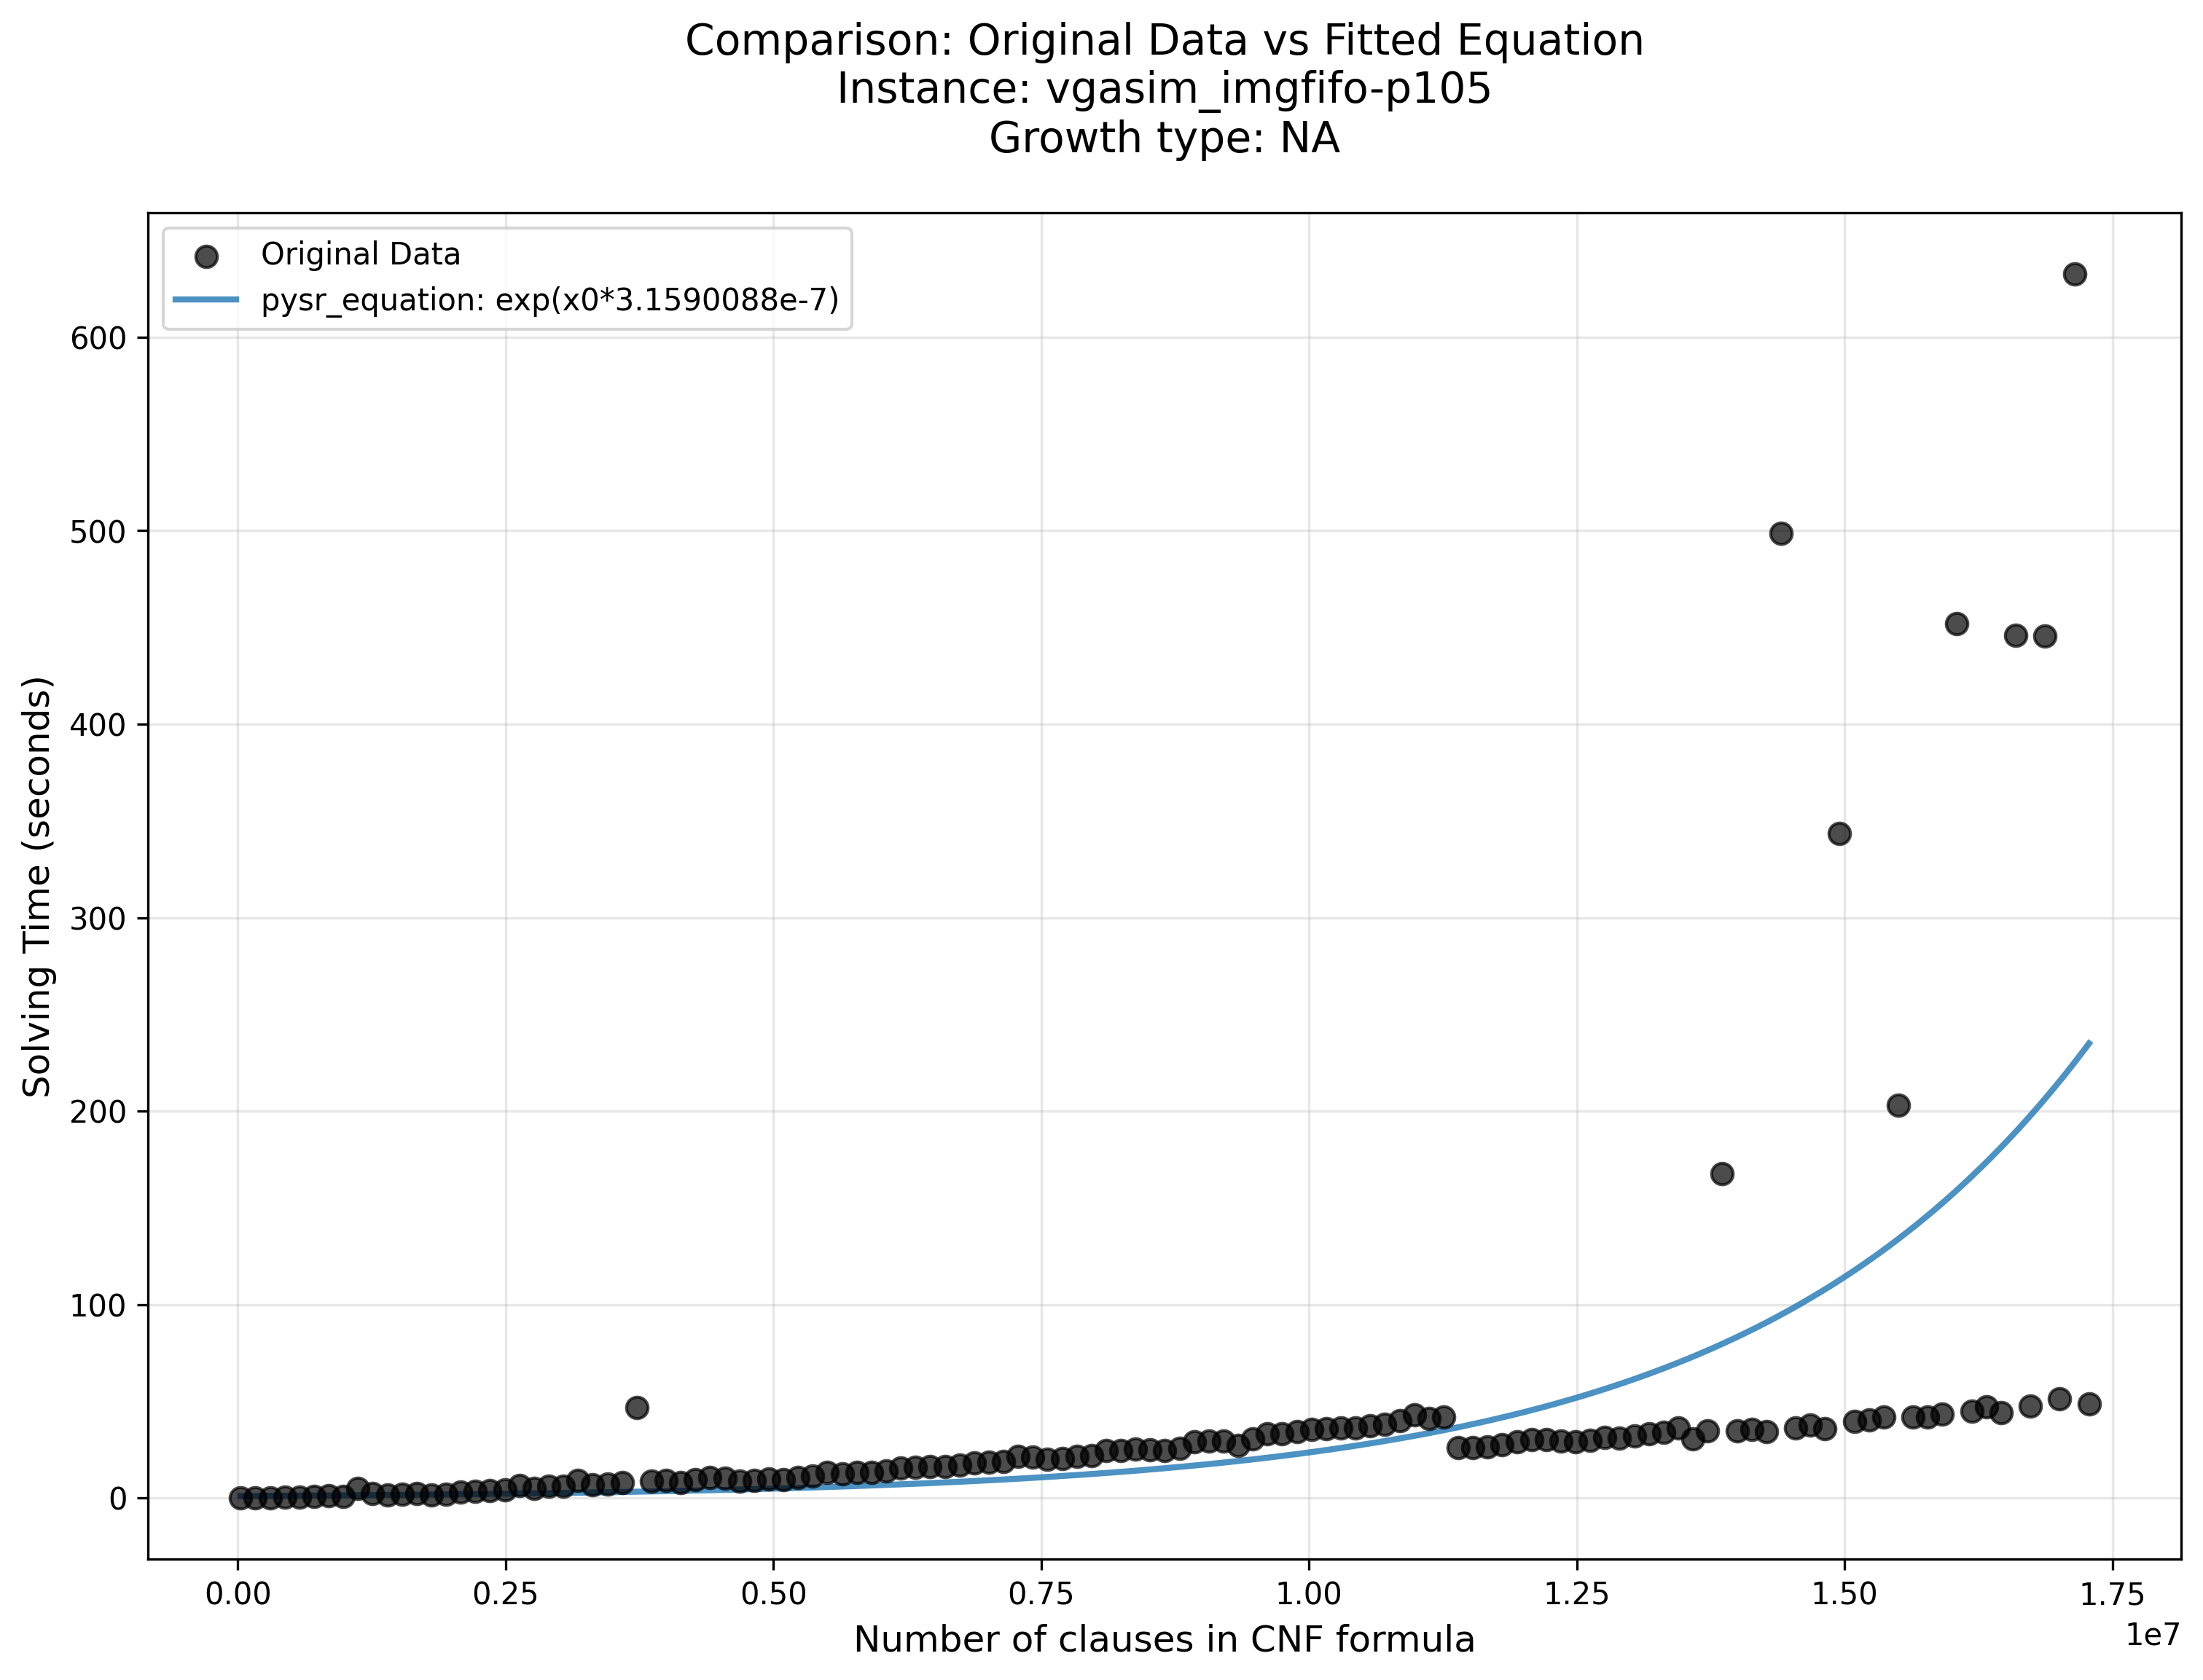 Comparison: Original Data vs Fitted Equation
Instance: vgasim_imgfifo-p105
Growth type: NA
Original Data
pysr_equation: exp(x0*3.1590088e-7)
Solving Time (seconds)
600
500
400
300
200
100
0
0.00 0.25 0.50 0.75 1.00 1.25 1.50 1.75
1e7
Number of clauses in CNF formula